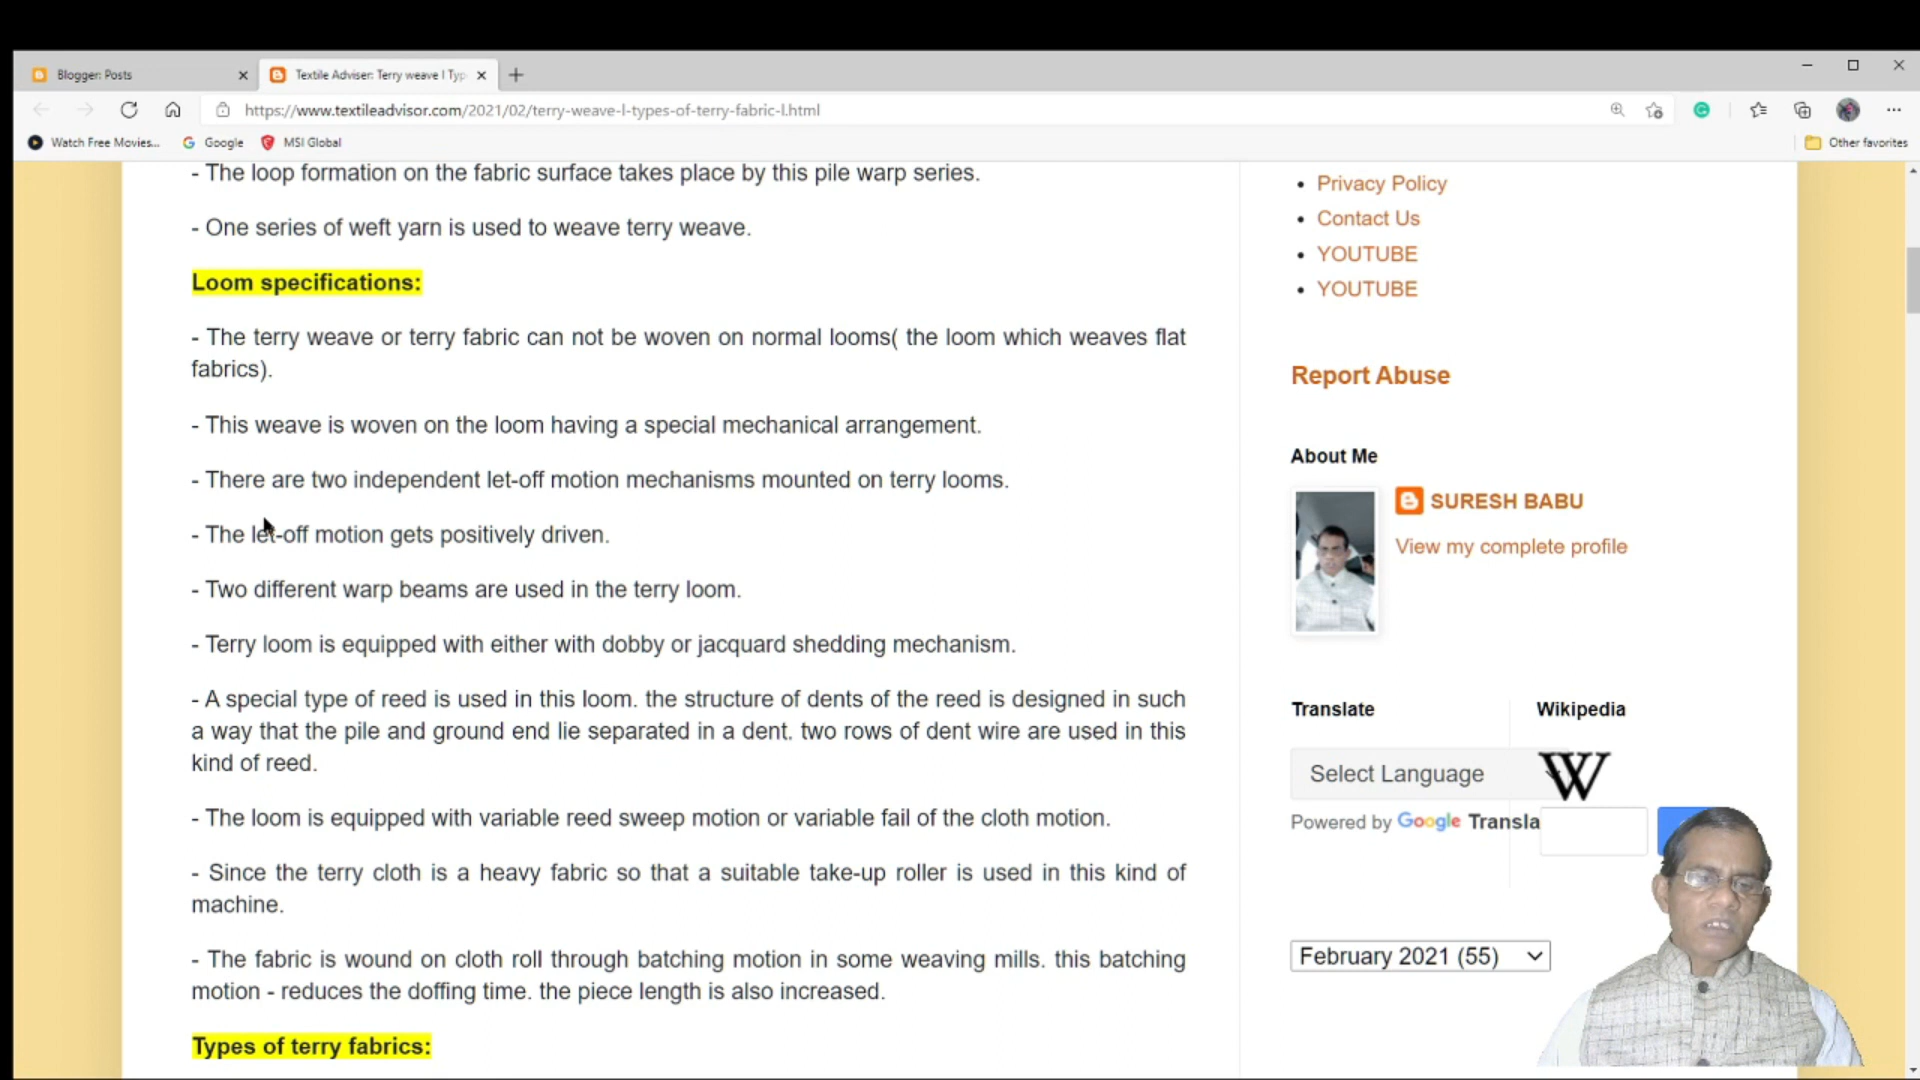 Blogger: Posts
Textile Adviser: Terry weave l Typ
https://www.textileadvisor.com/2021/02/terry-weave-l-types-of-terry-fabric-l.html
Watch Free Movies...
Google
MSI Global
Other favorites
- The loop formation on the fabric surface takes place by this pile warp series.
- One series of weft yarn is used to weave terry weave.
Loom specifications:
- The terry weave or terry fabric can not be woven on normal looms( the loom which weaves flat
fabrics).
- This weave is woven on the loom having a special mechanical arrangement.
- There are two independent let-off motion mechanisms mounted on terry looms.
- The let-off motion gets positively driven.
- Two different warp beams are used in the terry loom.
- Terry loom is equipped with either with dobby or jacquard shedding mechanism.
- A special type of reed is used in this loom. the structure of dents of the reed is designed in such
a way that the pile and ground end lie separated in a dent. two rows of dent wire are used in this
kind of reed.
- The loom is equipped with variable reed sweep motion or variable fail of the cloth motion.
- Since the terry cloth is a heavy fabric so that a suitable take-up roller is used in this kind of
machine.
- The fabric is wound on cloth roll through batching motion in some weaving mills. this batching
motion - reduces the doffing time. the piece length is also increased.
Types of terry fabrics:
Privacy Policy
Contact Us
YOUTUBE
YOUTUBE
Report Abuse
About Me
SURESH BABU
View my complete profile
Translate
Select Language
Powered by Google Transla
Wikipedia
W
February 2021 (55)